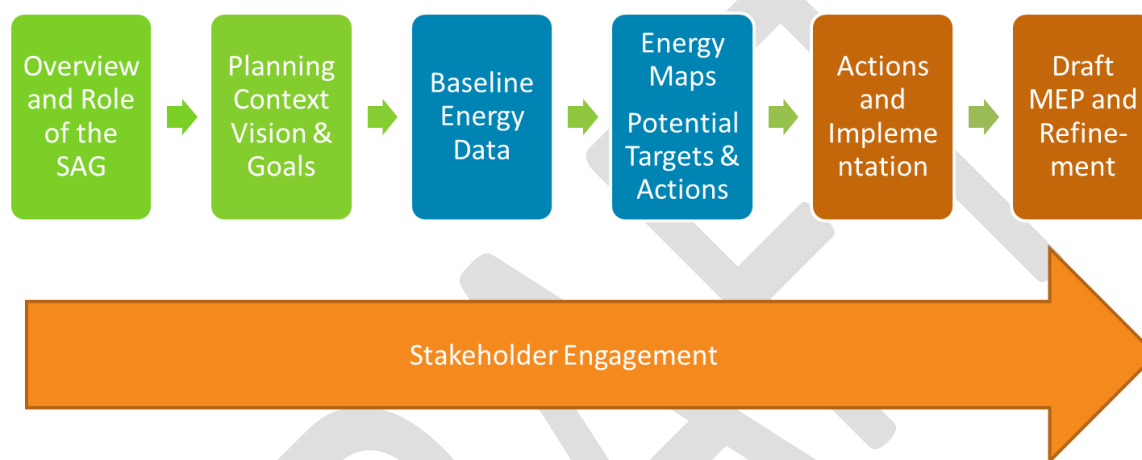 Overview
and Role
of the
SAG
Planning
Context
Vision &
Goals
Baseline
Energy
Data
Energy
Maps
Potential
Targets &
Actions
Actions
and
Impleme
ntation
Draft
MEP and
Refine-
ment
Stakeholder Engagement
DRAFT